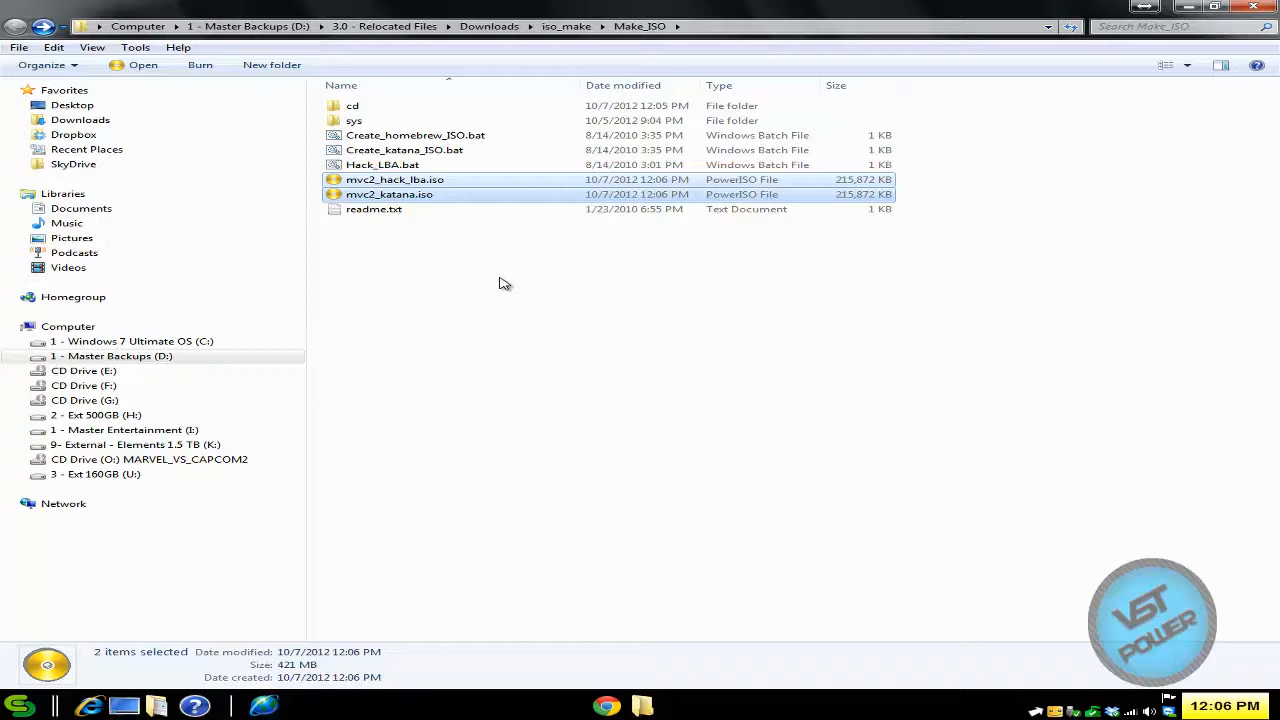 Computer ▸ 1 - Master Backups (D:) ▸ 3.0 - Relocated Files ▸ Downloads ▸ iso_make ▸ Make_ISO ▸ Search Make_ISO
File Edit View Tools Help
Organize Open Burn New folder
Name Date modified Type Size
Favorites
Desktop
Downloads
Dropbox
Recent Places
SkyDrive
Libraries
Documents
Music
Pictures
Podcasts
Videos
Homegroup
Computer
1 - Windows 7 Ultimate OS (C:)
1 - Master Backups (D:)
CD Drive (E:)
CD Drive (F:)
CD Drive (G:)
2 - Ext 500GB (H:)
1 - Master Entertainment (I:)
9- External - Elements 1.5 TB (K:)
CD Drive (O:) MARVEL_VS_CAPCOM2
3 - Ext 160GB (U:)
Network
cd 10/7/2012 12:05 PM File folder
sys 10/5/2012 9:04 PM File folder
Create_homebrew_ISO.bat 8/14/2010 3:35 PM Windows Batch File 1 KB
Create_katana_ISO.bat 8/14/2010 3:35 PM Windows Batch File 1 KB
Hack_LBA.bat 8/14/2010 3:01 PM Windows Batch File 1 KB
mvc2_hack_lba.iso 10/7/2012 12:06 PM PowerISO File 215,872 KB
mvc2_katana.iso 10/7/2012 12:06 PM PowerISO File 215,872 KB
readme.txt 1/23/2010 6:55 PM Text Document 1 KB
VST
POWER
2 items selected Date modified: 10/7/2012 12:06 PM
Size: 421 MB
Date created: 10/7/2012 12:06 PM
12:06 PM